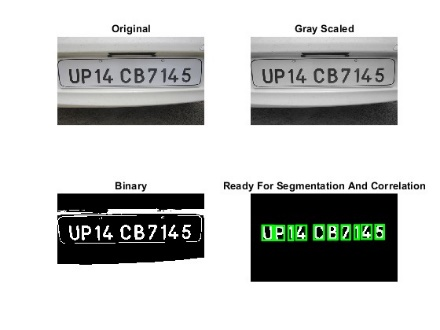 Original
Gray Scaled
UP14 CB7145
UP14 CB7145
Binary
Ready For Segmentation And Correlation
UP14 CB7145
UP14 CB7145